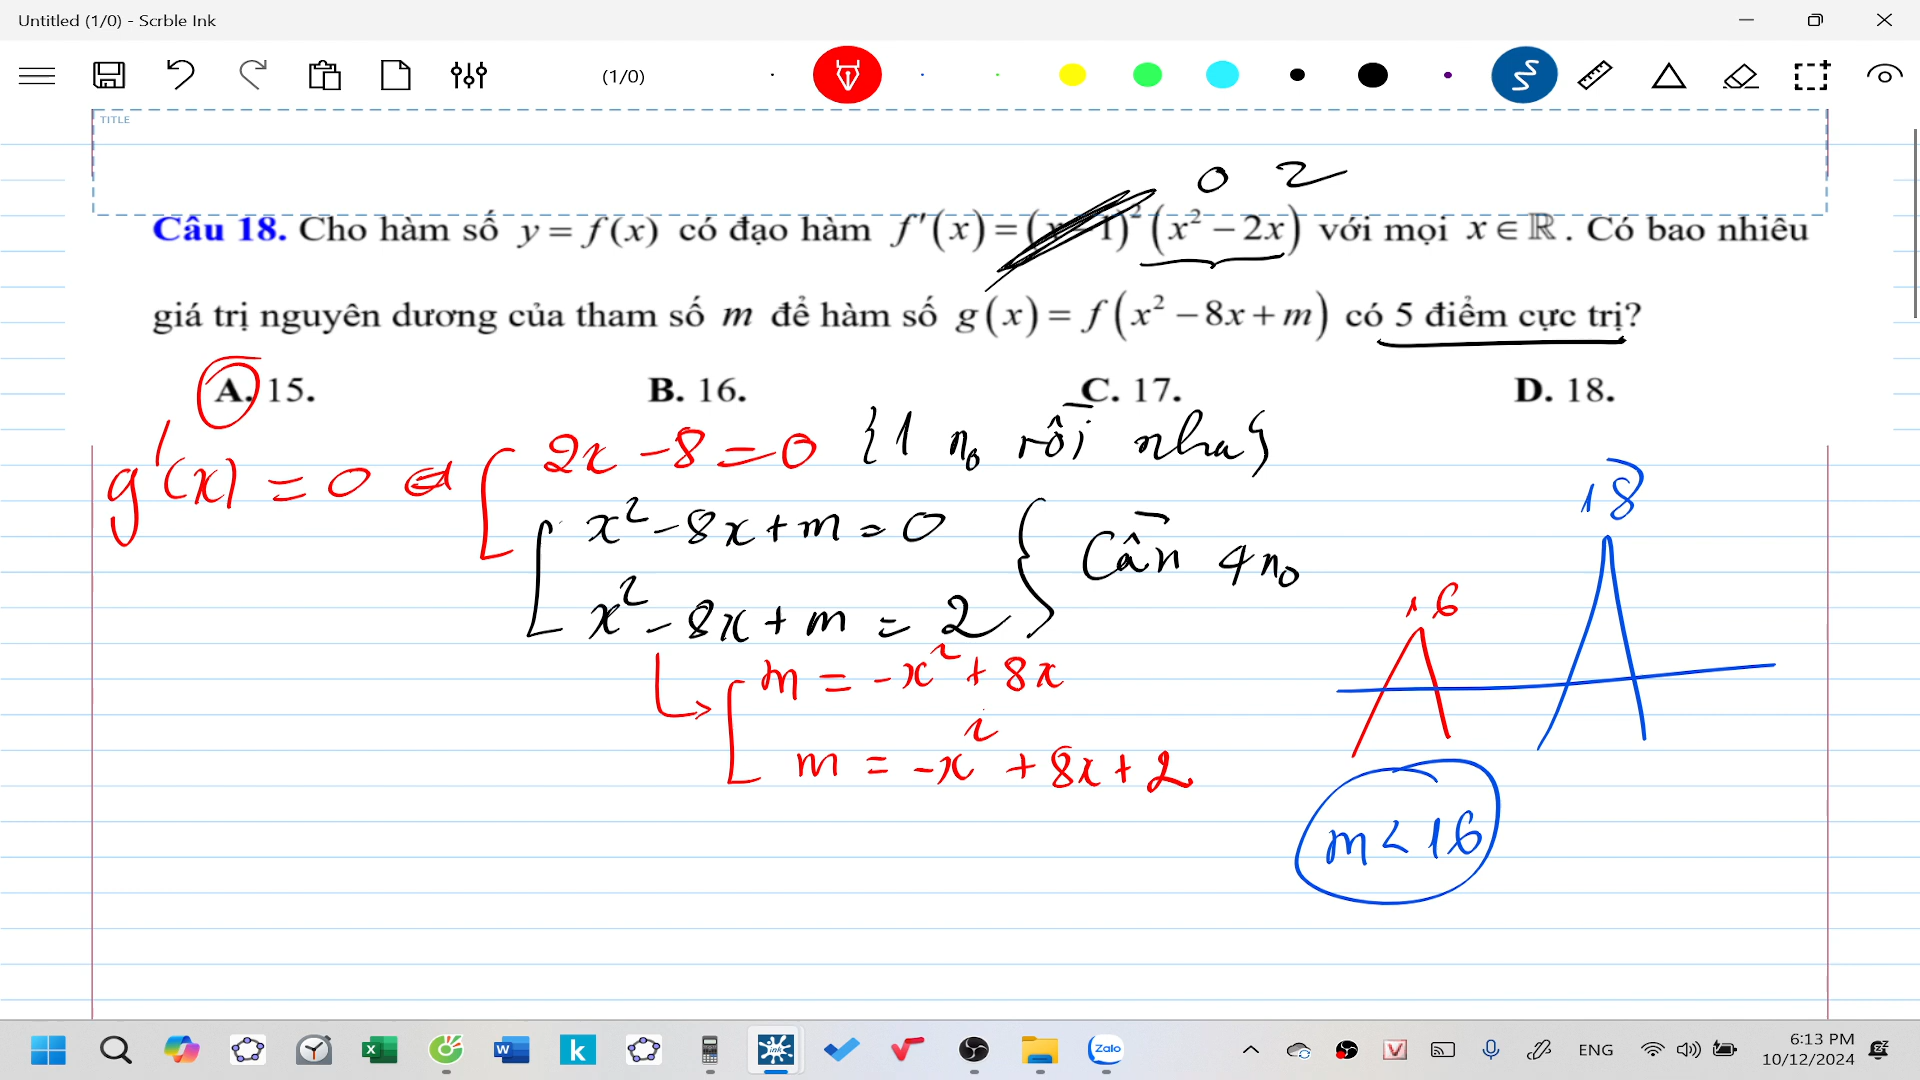 Untitled (1/0) - Scrble Ink
(1/0)
TITLE
0 2
Câu 18. Cho hàm số y = f(x) có đạo hàm f'(x) = (x − 1)² (x² − 2x) với mọi x ∈ ℝ. Có bao nhiêu
giá trị nguyên dương của tham số m để hàm số g(x) = f(x² − 8x + m) có 5 điểm cực trị?
A. 15. B. 16. C. 17. D. 18.
g'(x) = 0 ⇔ [ 2x − 8 = 0 {1 n₀ rồi nha}
x² − 8x + m = 0
Cần 4 n₀
x² − 8x + m = 2
m = −x² + 8x
m = −x² + 8x + 2
18
16
m < 16
Zalo
ENG
6:13 PM
10/12/2024